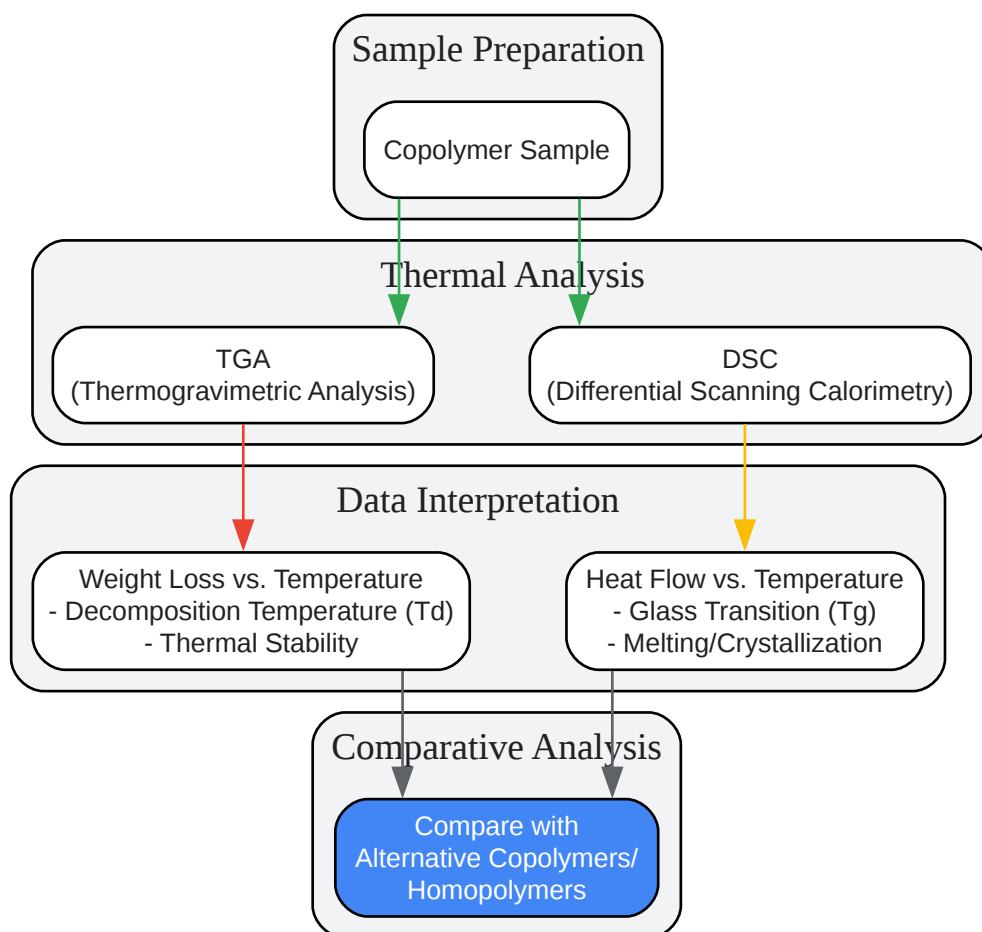 Sample Preparation
Copolymer Sample
Thermal Analysis
TGA
(Thermogravimetric Analysis)
DSC
(Differential Scanning Calorimetry)
Data Interpretation
Weight Loss vs. Temperature
- Decomposition Temperature (Td)
- Thermal Stability
Heat Flow vs. Temperature
- Glass Transition (Tg)
- Melting/Crystallization
Comparative Analysis
Compare with
Alternative Copolymers/
Homopolymers